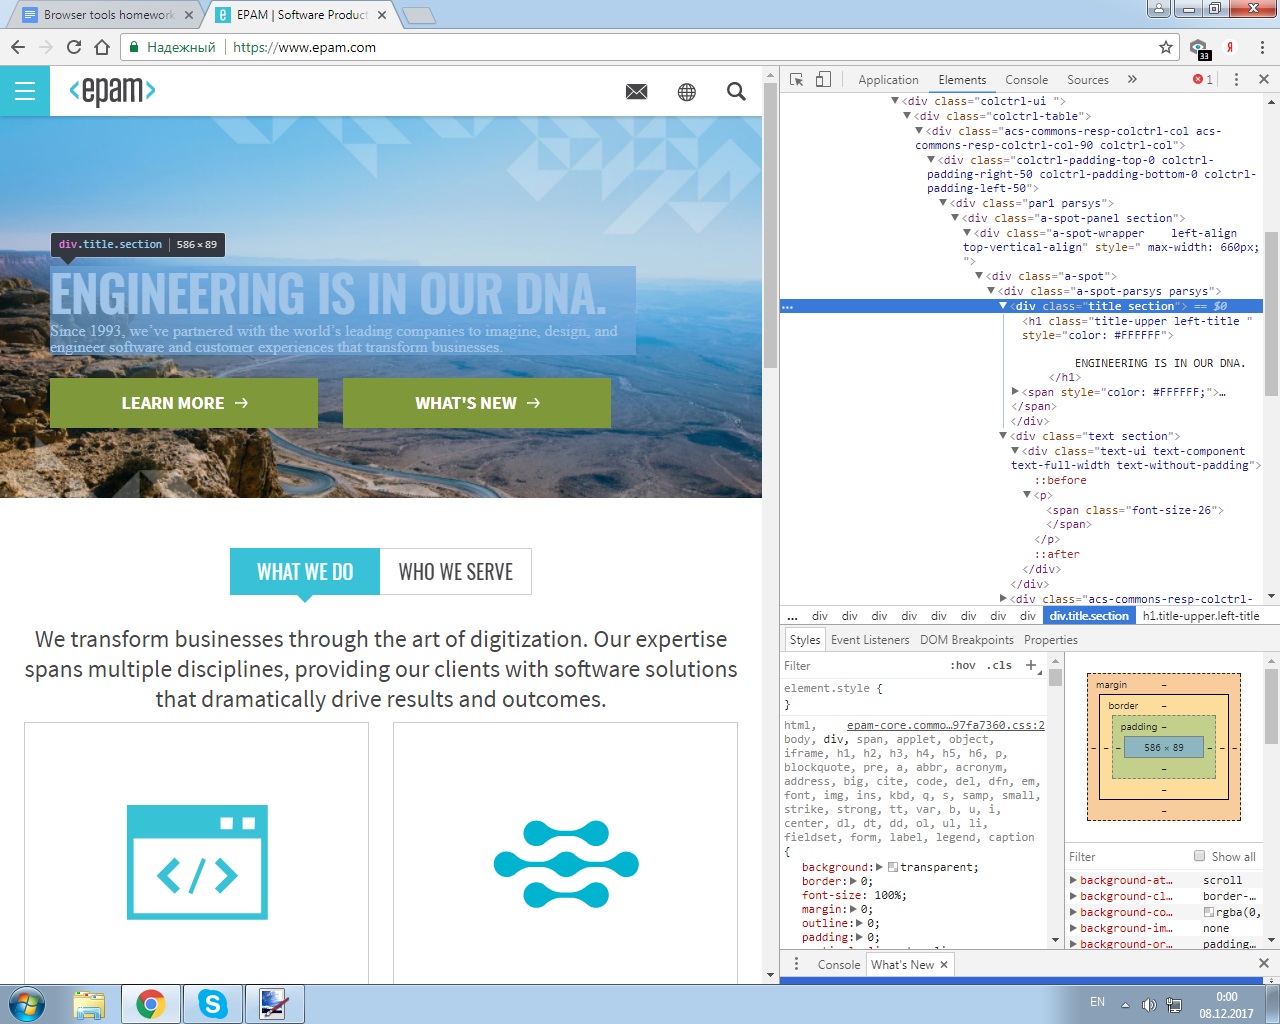 Browser tools homework
EPAM | Software Product
Надежный
https://www.epam.com
33
Я
<epam>
Application
Elements
Console
Sources
1
div.title.section
586 × 89
ENGINEERING IS IN OUR DNA.
Since 1993, we've partnered with the world's leading companies to imagine, design, and
engineer software and customer experiences that transform businesses.
LEARN MORE
WHAT'S NEW
WHAT WE DO
WHO WE SERVE
We transform businesses through the art of digitization. Our expertise
spans multiple disciplines, providing our clients with software solutions
that dramatically drive results and outcomes.
</>
<div class="colctrl-ui ">
<div class="colctrl-table">
<div class="acs-commons-resp-colctrl-col acs-
commons-resp-colctrl-col-90 colctrl-col">
<div class="colctrl-padding-top-0 colctrl-
padding-right-50 colctrl-padding-bottom-0 colctrl-
padding-left-50">
<div class="par1 parsys">
<div class="a-spot-panel section">
<div class="a-spot-wrapper    left-align
top-vertical-align" style=" max-width: 660px;
">
<div class="a-spot">
<div class="a-spot-parsys parsys">
... <div class="title section"> == $0
<h1 class="title-upper left-title "
style="color: #FFFFFF">
ENGINEERING IS IN OUR DNA.
</h1>
<span style="color: #FFFFFF;">…
</span>
</div>
<div class="text section">
<div class="text-ui text-component
text-full-width text-without-padding">
::before
<p>
<span class="font-size-26">
</span>
</p>
::after
</div>
</div>
<div class="acs-commons-resp-colctrl-
... div div div div div div div div div.title.section h1.title-upper.left-title
Styles Event Listeners DOM Breakpoints Properties
Filter :hov .cls +
element.style {
}
html, epam-core.commo…97fa7360.css:2
body, div, span, applet, object,
iframe, h1, h2, h3, h4, h5, h6, p,
blockquote, pre, a, abbr, acronym,
address, big, cite, code, del, dfn, em,
font, img, ins, kbd, q, s, samp, small,
strike, strong, tt, var, b, u, i,
center, dl, dt, dd, ol, ul, li,
fieldset, form, label, legend, caption
{
background: transparent;
border: 0;
font-size: 100%;
margin: 0;
outline: 0;
padding: 0;
margin –
border –
padding –
– – – 586 × 89 – – –
–
–
–
Filter Show all
background-at… scroll
background-cl… border-…
background-co… rgba(0,
background-im… none
background-or… padding…
Console
What's New
EN
0:00
08.12.2017